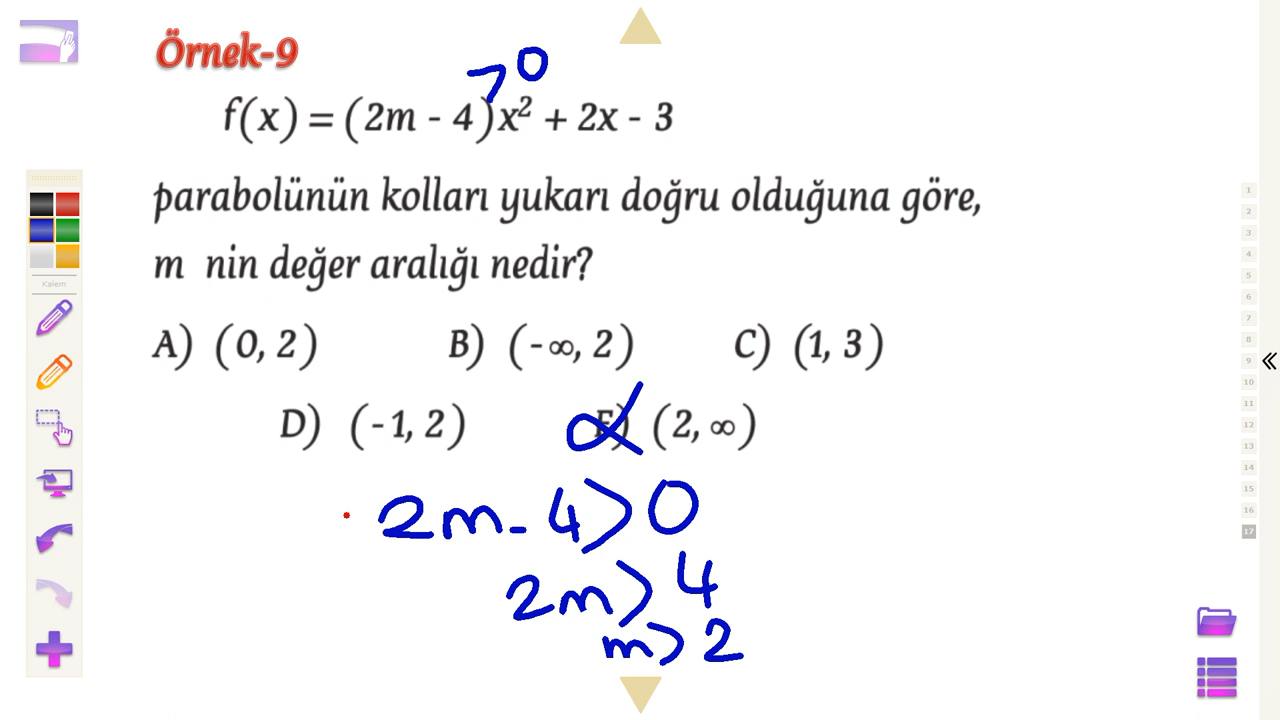 Örnek-9
>0
f(x) = (2m - 4)x² + 2x - 3
parabolünün kolları yukarı doğru olduğuna göre,
m nin değer aralığı nedir?
A) (0, 2) B) (-∞, 2) C) (1, 3)
D) (-1, 2) E) (2, ∞)
2m - 4 > 0
2m > 4
m > 2
Kalem
1
2
3
4
5
6
7
8
9
10
11
12
13
14
15
16
17